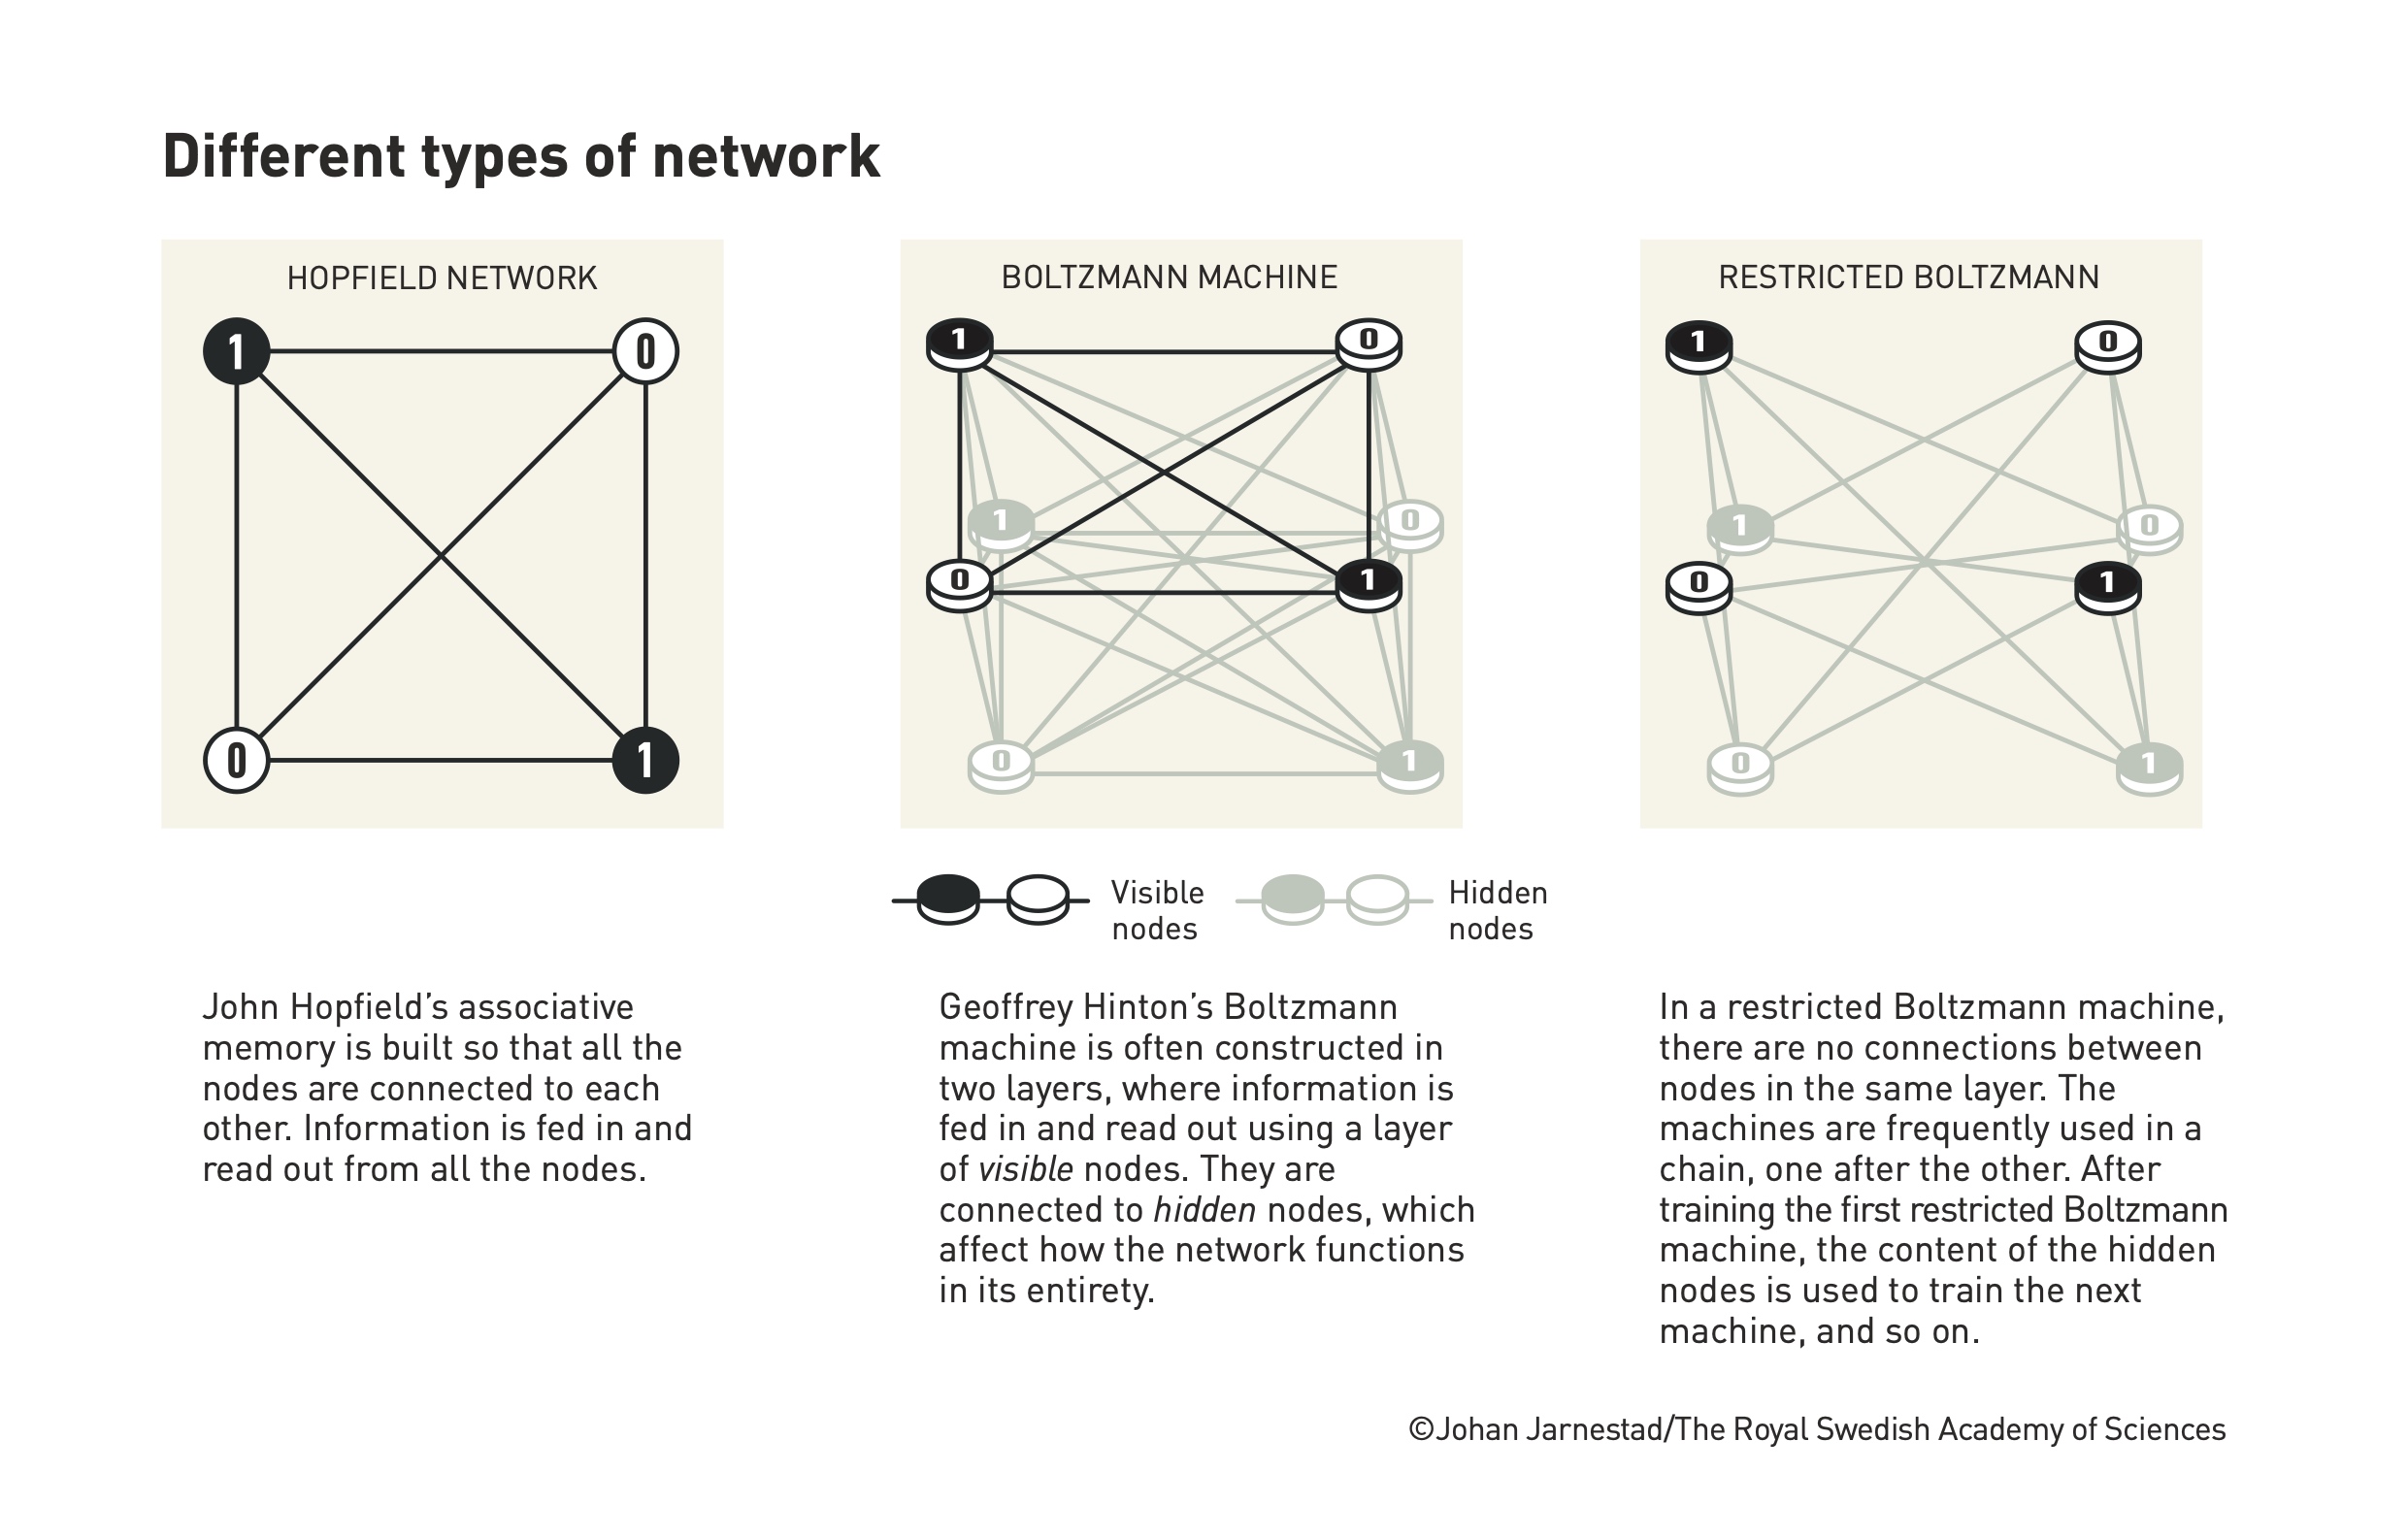 Different types of network
HOPFIELD NETWORK
1
0
0
1
BOLTZMANN MACHINE
1
0
1
0
0
1
0
1
RESTRICTED BOLTZMANN
1
0
1
0
0
1
0
1
Visible
nodes
Hidden
nodes
John Hopfield’s associative
memory is built so that all the
nodes are connected to each
other. Information is fed in and
read out from all the nodes.
Geoffrey Hinton’s Boltzmann
machine is often constructed in
two layers, where information is
fed in and read out using a layer
of visible nodes. They are
connected to hidden nodes, which
affect how the network functions
in its entirety.
In a restricted Boltzmann machine,
there are no connections between
nodes in the same layer. The
machines are frequently used in a
chain, one after the other. After
training the first restricted Boltzmann
machine, the content of the hidden
nodes is used to train the next
machine, and so on.
©Johan Jarnestad/The Royal Swedish Academy of Sciences